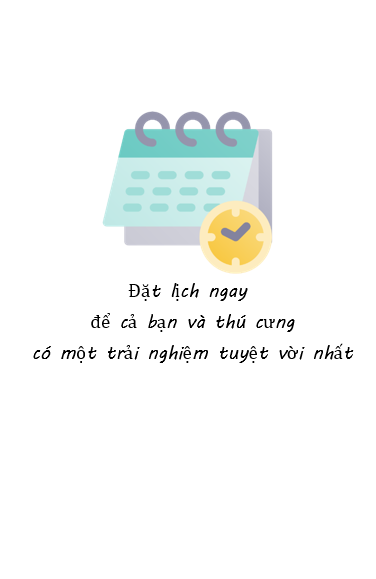 Đặt lịch ngay
để cả bạn và thú cưng
có một trải nghiệm tuyệt vời nhất